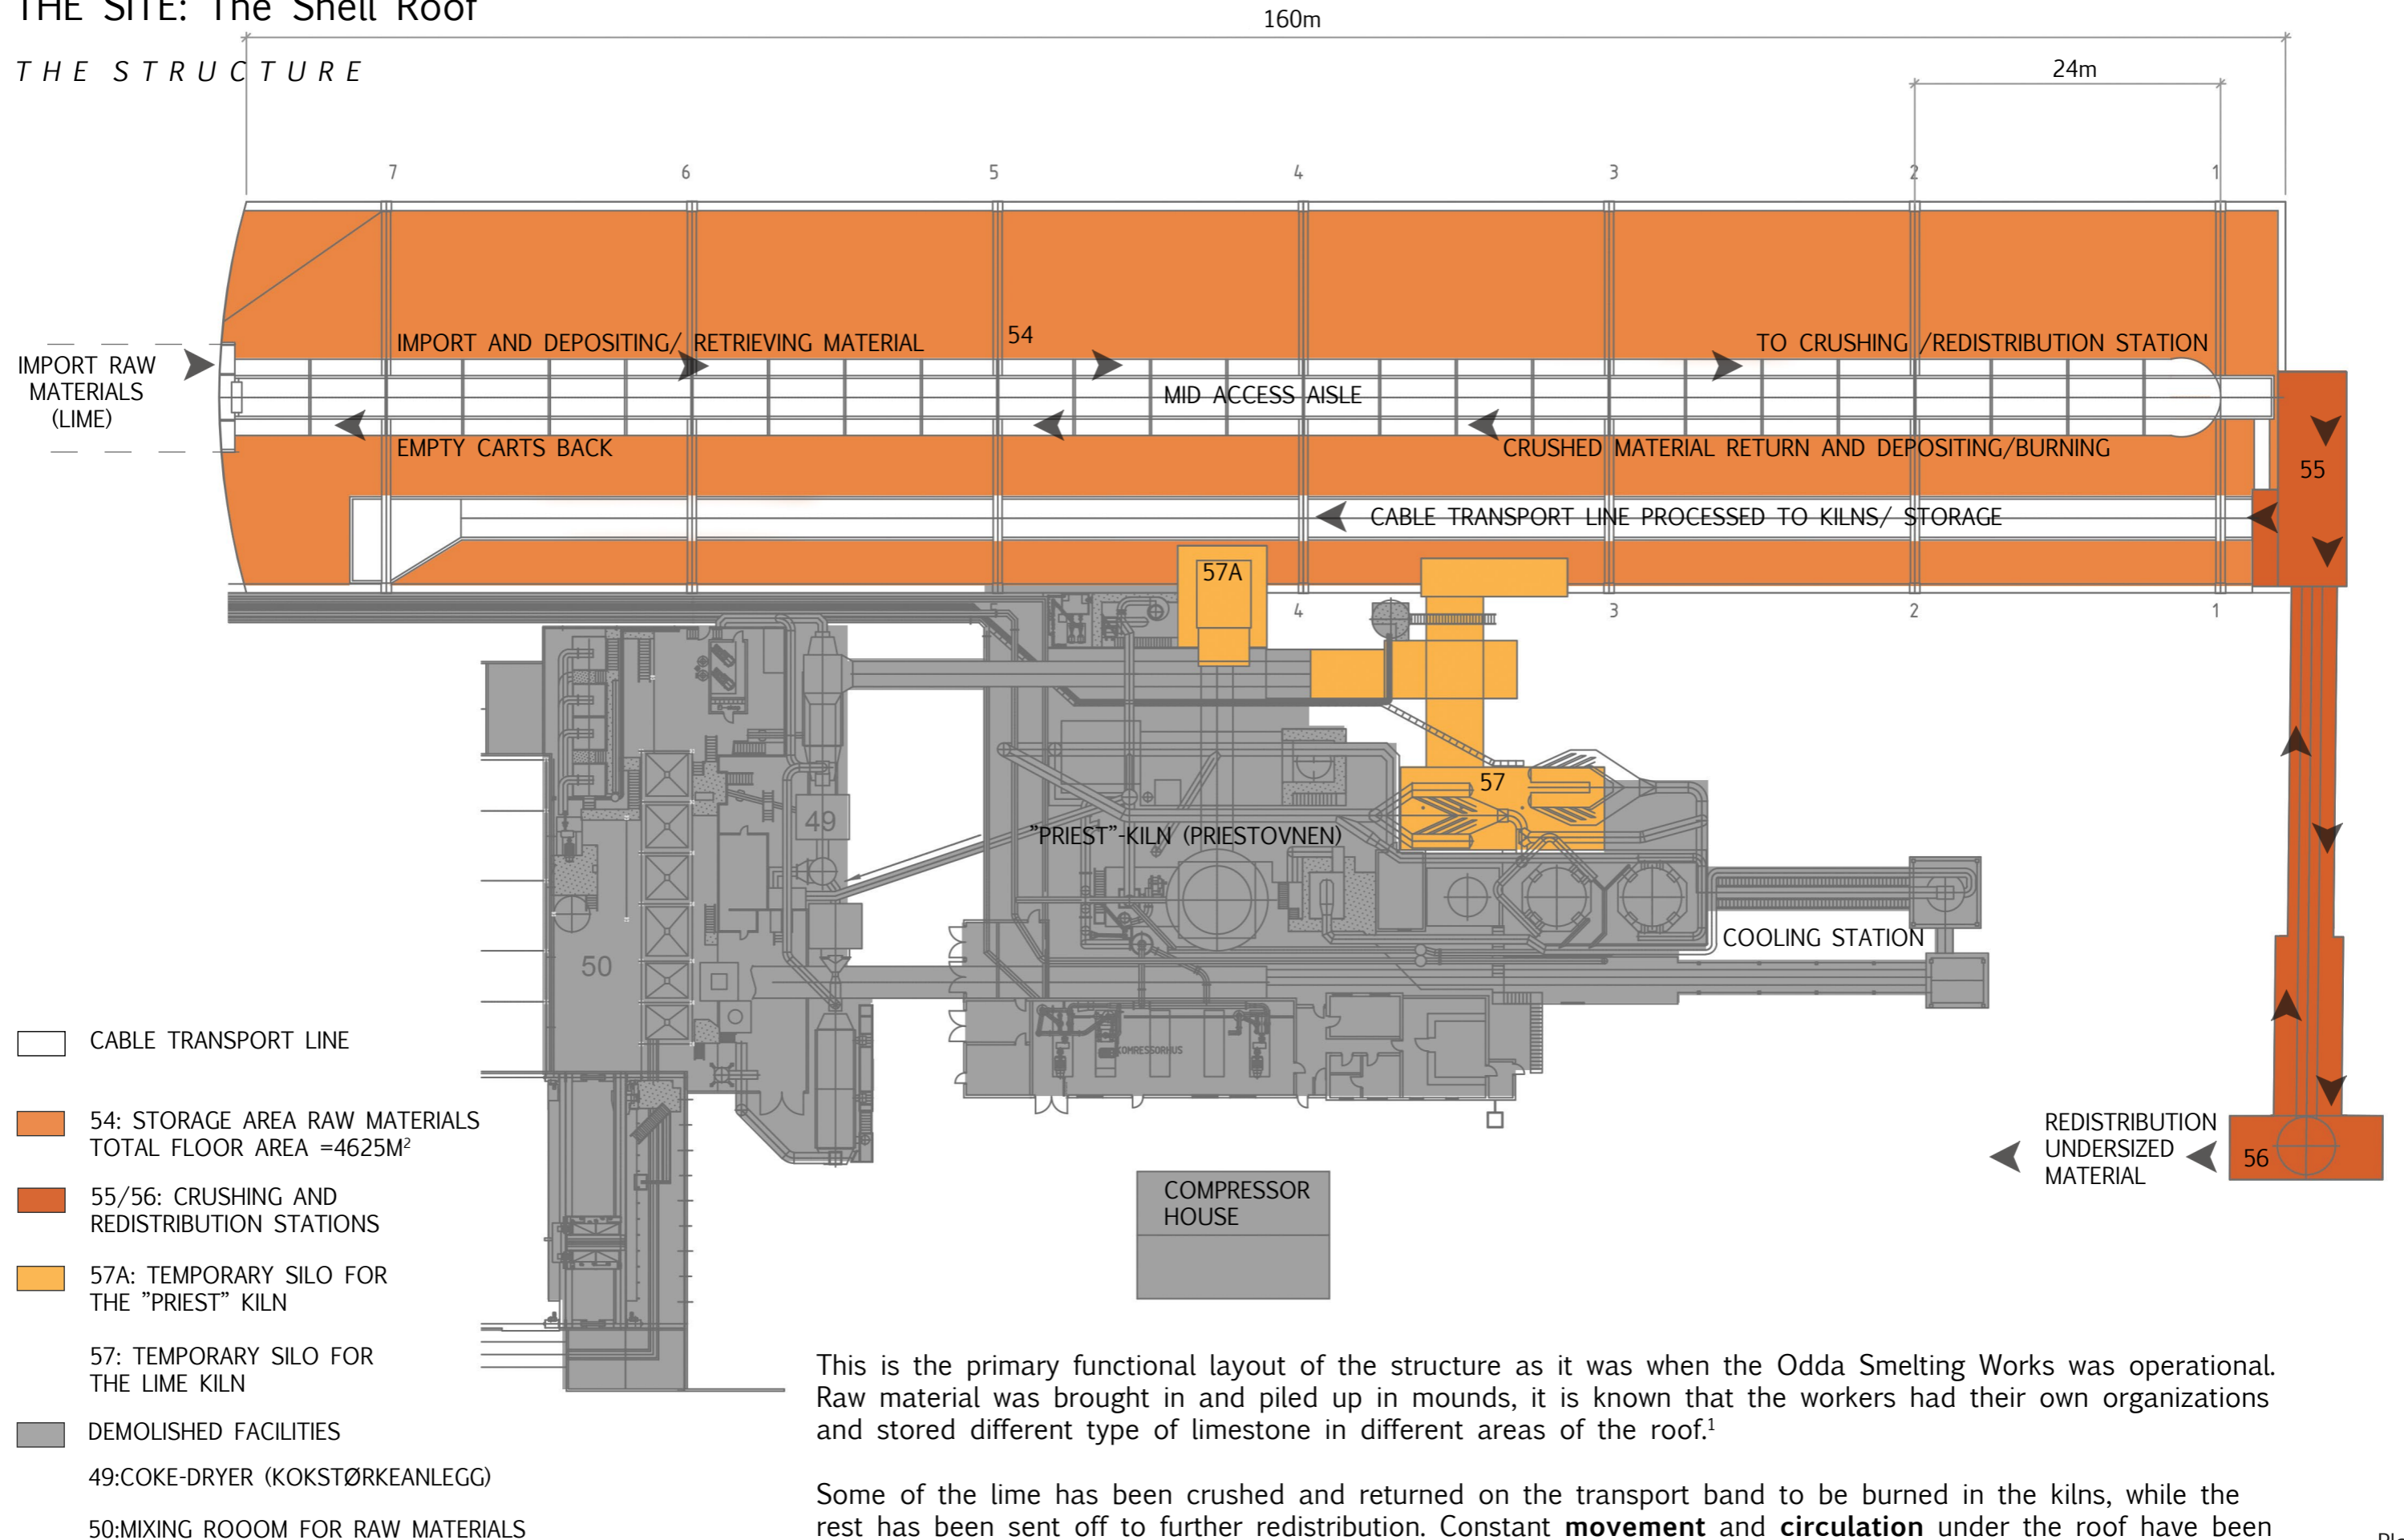 THE SITE: The Shell Roof
THE STRUCTURE
160m
24m
7 6 5 4 3 2 1
IMPORT RAW
MATERIALS
(LIME)
IMPORT AND DEPOSITING/ RETRIEVING MATERIAL
54
TO CRUSHING /REDISTRIBUTION STATION
MID ACCESS AISLE
EMPTY CARTS BACK
CRUSHED MATERIAL RETURN AND DEPOSITING/BURNING
55
CABLE TRANSPORT LINE PROCESSED TO KILNS/ STORAGE
57A
4 3 2 1
57
49
"PRIEST"-KILN (PRIESTOVNEN)
COOLING STATION
50
REDISTRIBUTION
UNDERSIZED
MATERIAL
56
COMPRESSOR
HOUSE
CABLE TRANSPORT LINE
54: STORAGE AREA RAW MATERIALS
TOTAL FLOOR AREA =4625M²
55/56: CRUSHING AND
REDISTRIBUTION STATIONS
57A: TEMPORARY SILO FOR
THE "PRIEST" KILN
57: TEMPORARY SILO FOR
THE LIME KILN
DEMOLISHED FACILITIES
49:COKE-DRYER (KOKSTØRKEANLEGG)
50:MIXING ROOOM FOR RAW MATERIALS
This is the primary functional layout of the structure as it was when the Odda Smelting Works was operational.
Raw material was brought in and piled up in mounds, it is known that the workers had their own organizations
and stored different type of limestone in different areas of the roof.¹
Some of the lime has been crushed and returned on the transport band to be burned in the kilns, while the
rest has been sent off to further redistribution. Constant movement and circulation under the roof have been